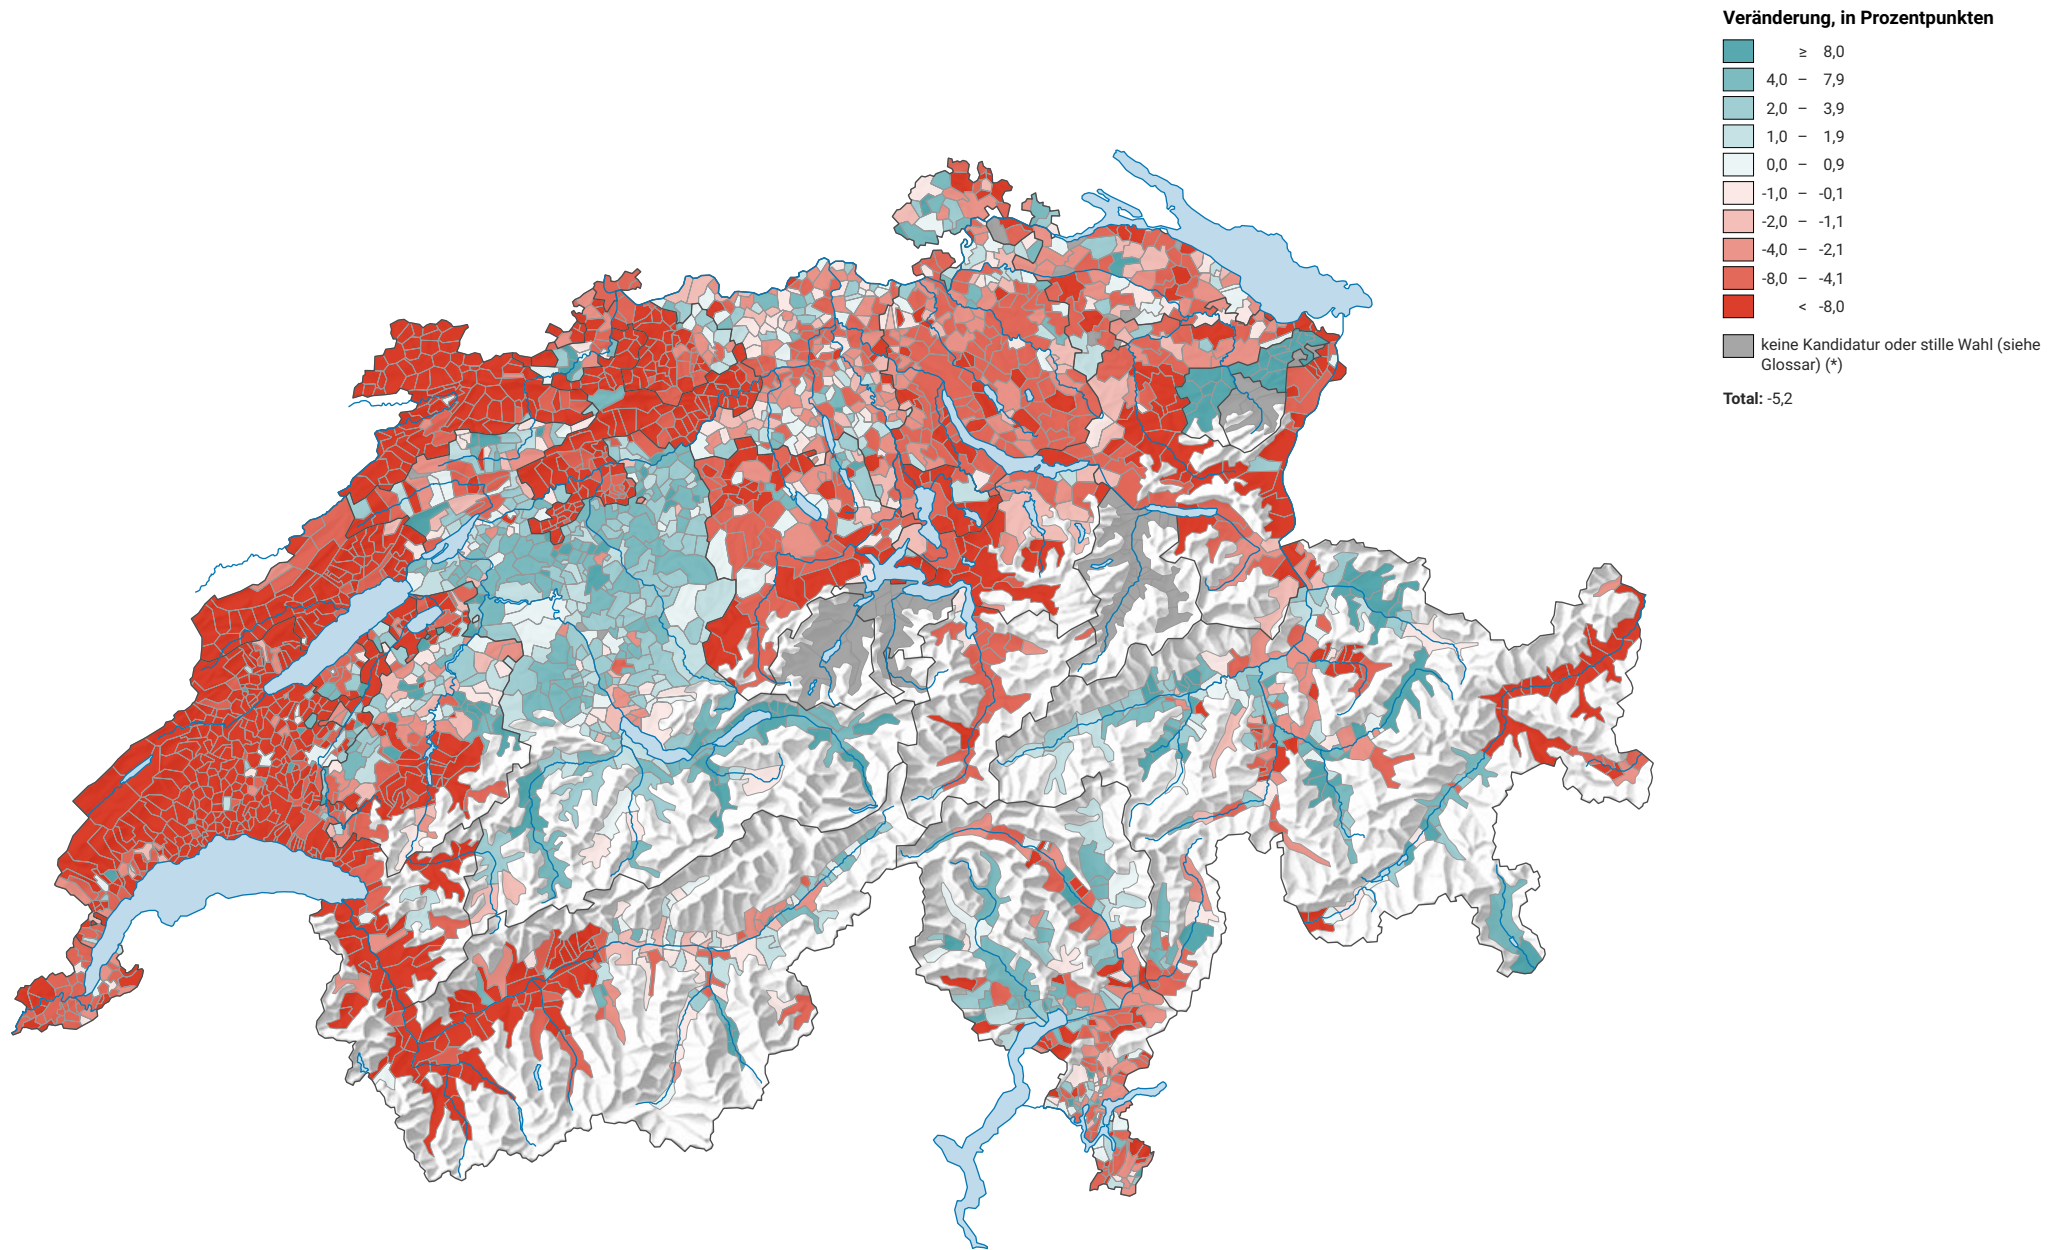 Veränderung, in Prozentpunkten
≥ 8,0
4,0 – 7,9
2,0 – 3,9
1,0 – 1,9
0,0 – 0,9
-1,0 – -0,1
-2,0 – -1,1
-4,0 – -2,1
-8,0 – -4,1
< -8,0
keine Kandidatur oder stille Wahl (siehe
Glossar) (*)
Total: -5,2